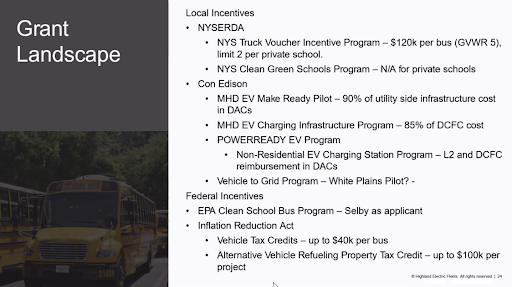 Grant
Landscape
Local Incentives
• NYSERDA
• NYS Truck Voucher Incentive Program – $120k per bus (GVWR 5),
limit 2 per private school.
• NYS Clean Green Schools Program – N/A for private schools
• Con Edison
• MHD EV Make Ready Pilot – 90% of utility side infrastructure cost
in DACs
• MHD EV Charging Infrastructure Program – 85% of DCFC cost
• POWERREADY EV Program
• Non-Residential EV Charging Station Program – L2 and DCFC
reimbursement in DACs
• Vehicle to Grid Program – White Plains Pilot? -
Federal Incentives
• EPA Clean School Bus Program – Selby as applicant
• Inflation Reduction Act
• Vehicle Tax Credits – up to $40k per bus
• Alternative Vehicle Refueling Property Tax Credit – up to $100k per
project
© Highland Electric Fleets. All rights reserved. | 24